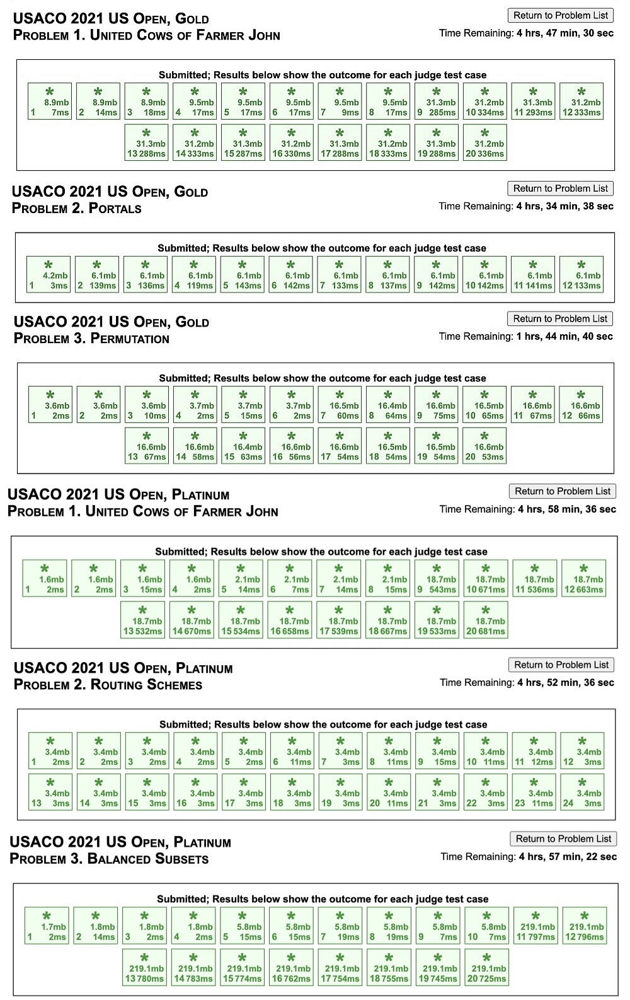 USACO 2021 US Open, Gold
Return to Problem List
Problem 1. United Cows of Farmer John
Time Remaining: 4 hrs, 47 min, 30 sec
Submitted; Results below show the outcome for each judge test case
* * * * * * * * * * * *
8.9mb 8.9mb 8.9mb 9.5mb 9.5mb 9.5mb 9.5mb 9.5mb 31.3mb 31.2mb 31.3mb 31.2mb
1 7ms 2 14ms 3 18ms 4 17ms 5 17ms 6 17ms 7 9ms 8 17ms 9 285ms 10 334ms 11 293ms 12 333ms
* * * * * * * *
31.3mb 31.2mb 31.3mb 31.2mb 31.3mb 31.2mb 31.3mb 31.2mb
13 288ms 14 333ms 15 287ms 16 330ms 17 288ms 18 333ms 19 288ms 20 336ms
USACO 2021 US Open, Gold
Return to Problem List
Problem 2. Portals
Time Remaining: 4 hrs, 34 min, 38 sec
Submitted; Results below show the outcome for each judge test case
* * * * * * * * * * * *
4.2mb 6.1mb 6.1mb 6.1mb 6.1mb 6.1mb 6.1mb 6.1mb 6.1mb 6.1mb 6.1mb 6.1mb
1 3ms 2 139ms 3 136ms 4 119ms 5 143ms 6 142ms 7 133ms 8 137ms 9 142ms 10 142ms 11 141ms 12 133ms
USACO 2021 US Open, Gold
Return to Problem List
Problem 3. Permutation
Time Remaining: 1 hrs, 44 min, 40 sec
Submitted; Results below show the outcome for each judge test case
* * * * * * * * * * * *
3.6mb 3.6mb 3.6mb 3.7mb 3.7mb 3.7mb 16.5mb 16.4mb 16.6mb 16.5mb 16.6mb 16.6mb
1 2ms 2 2ms 3 10ms 4 2ms 5 15ms 6 2ms 7 60ms 8 64ms 9 75ms 10 65ms 11 67ms 12 66ms
* * * * * * * *
16.6mb 16.6mb 16.4mb 16.6mb 16.6mb 16.5mb 16.5mb 16.6mb
13 67ms 14 58ms 15 63ms 16 56ms 17 54ms 18 54ms 19 54ms 20 53ms
USACO 2021 US Open, Platinum
Return to Problem List
Problem 1. United Cows of Farmer John
Time Remaining: 4 hrs, 58 min, 36 sec
Submitted; Results below show the outcome for each judge test case
* * * * * * * * * * * *
1.6mb 1.6mb 1.6mb 1.6mb 2.1mb 2.1mb 2.1mb 2.1mb 18.7mb 18.7mb 18.7mb 18.7mb
1 2ms 2 2ms 3 15ms 4 2ms 5 14ms 6 7ms 7 14ms 8 15ms 9 543ms 10 671ms 11 536ms 12 663ms
* * * * * * * *
18.7mb 18.7mb 18.7mb 18.7mb 18.7mb 18.7mb 18.7mb 18.7mb
13 532ms 14 670ms 15 534ms 16 658ms 17 539ms 18 667ms 19 533ms 20 681ms
USACO 2021 US Open, Platinum
Return to Problem List
Problem 2. Routing Schemes
Time Remaining: 4 hrs, 52 min, 36 sec
Submitted; Results below show the outcome for each judge test case
* * * * * * * * * * * *
3.4mb 3.4mb 3.4mb 3.4mb 3.4mb 3.4mb 3.4mb 3.4mb 3.4mb 3.4mb 3.4mb 3.4mb
1 2ms 2 2ms 3 2ms 4 2ms 5 2ms 6 11ms 7 3ms 8 11ms 9 15ms 10 11ms 11 12ms 12 3ms
* * * * * * * * * * * *
3.4mb 3.4mb 3.4mb 3.4mb 3.4mb 3.4mb 3.4mb 3.4mb 3.4mb 3.4mb 3.4mb 3.4mb
13 3ms 14 3ms 15 3ms 16 3ms 17 3ms 18 3ms 19 3ms 20 11ms 21 3ms 22 3ms 23 11ms 24 3ms
USACO 2021 US Open, Platinum
Return to Problem List
Problem 3. Balanced Subsets
Time Remaining: 4 hrs, 57 min, 22 sec
Submitted; Results below show the outcome for each judge test case
* * * * * * * * * * * *
1.7mb 1.8mb 1.8mb 1.8mb 5.8mb 5.8mb 5.8mb 5.8mb 5.8mb 5.8mb 219.1mb 219.1mb
1 2ms 2 14ms 3 2ms 4 2ms 5 15ms 6 15ms 7 19ms 8 19ms 9 7ms 10 7ms 11 797ms 12 796ms
* * * * * * * *
219.1mb 219.1mb 219.1mb 219.1mb 219.1mb 219.1mb 219.1mb 219.1mb
13 780ms 14 783ms 15 774ms 16 762ms 17 754ms 18 755ms 19 745ms 20 725ms